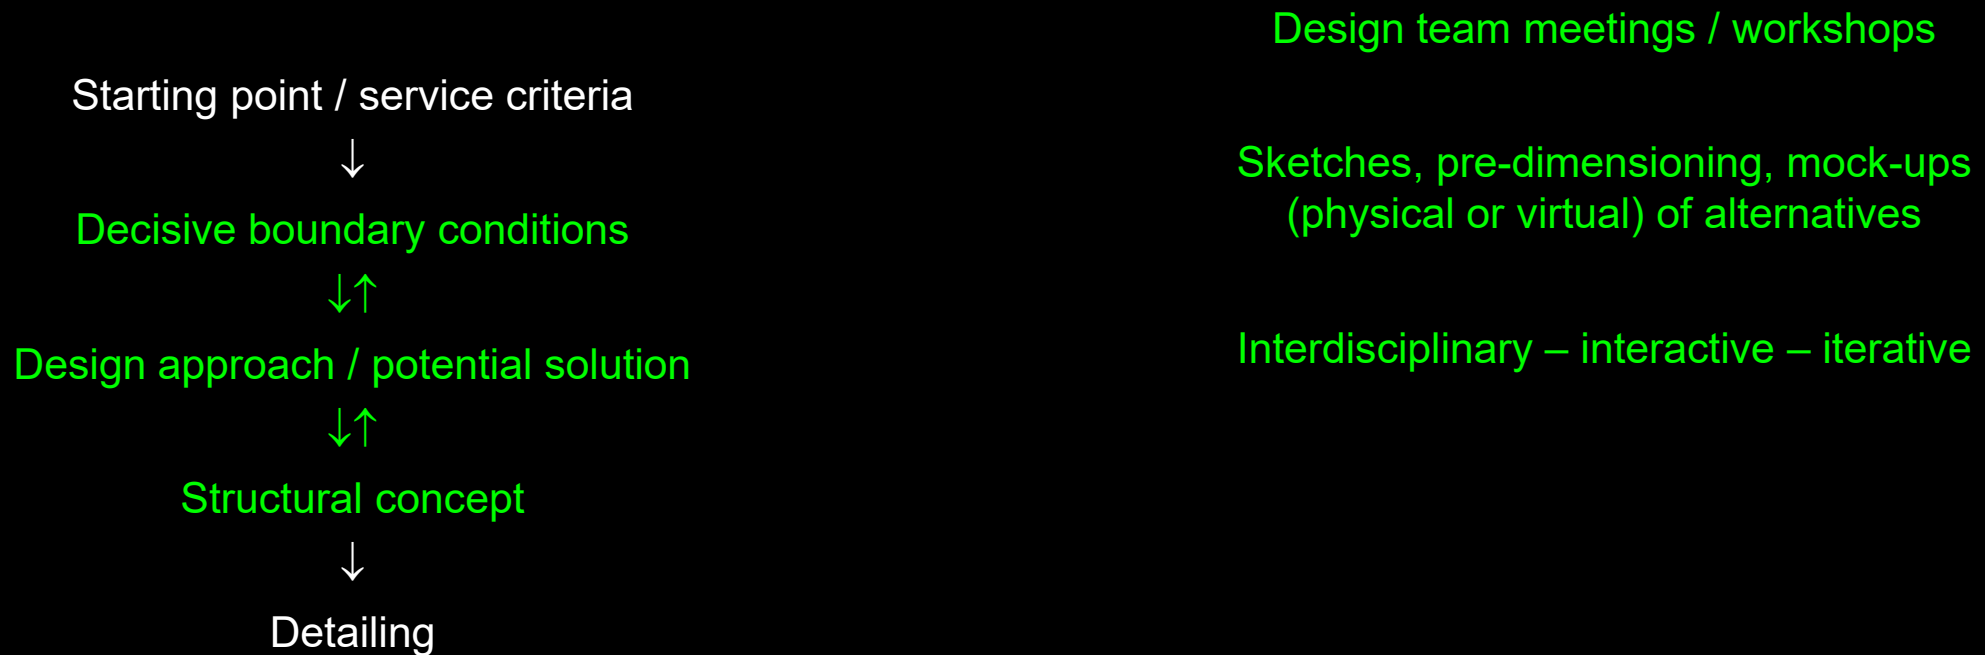 Starting point / service criteria
↓
Decisive boundary conditions
↓↑
Design approach / potential solution
↓↑
Structural concept
↓
Detailing
Design team meetings / workshops
Sketches, pre-dimensioning, mock-ups
(physical or virtual) of alternatives
Interdisciplinary – interactive – iterative